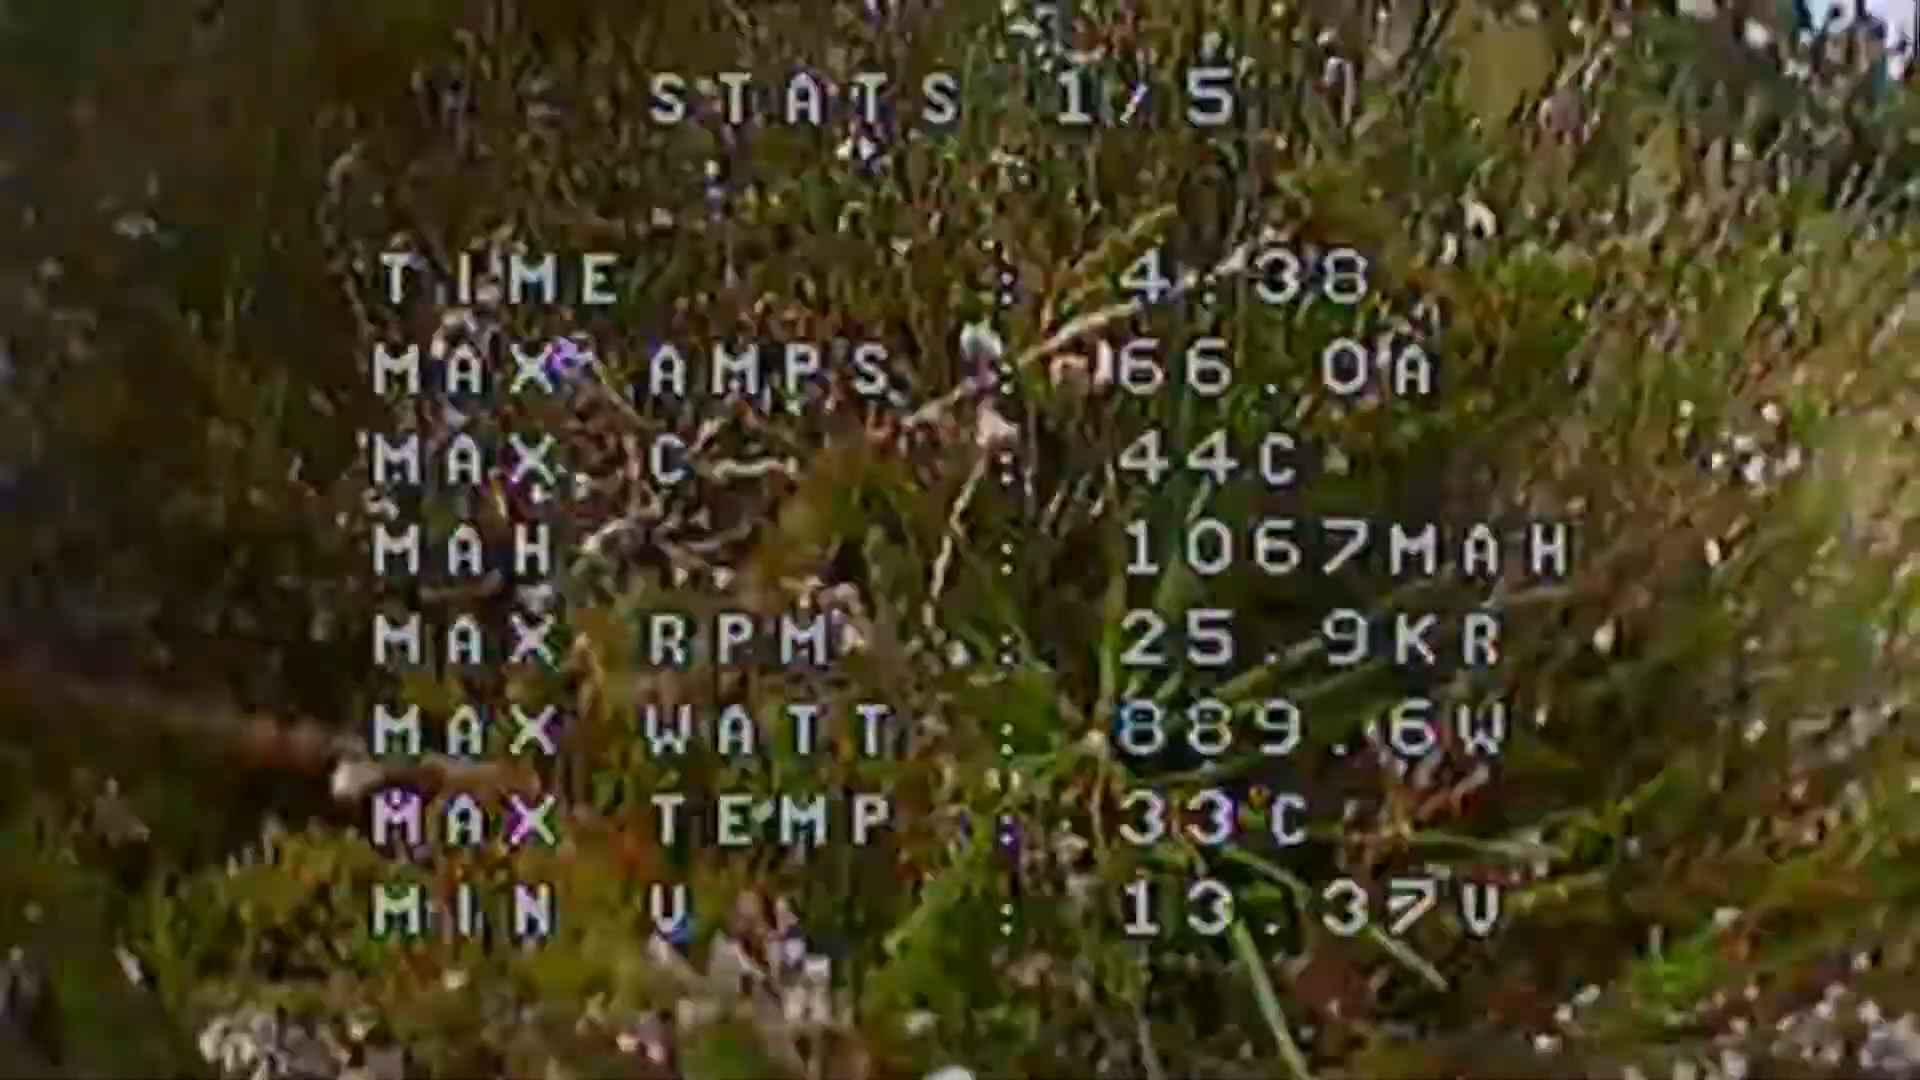 STATS 1/5
TIME : 4:38
MAX AMPS : 66.0A
MAX C : 44C
MAH : 1067MAH
MAX RPM : 25.9KR
MAX WATT : 889.6W
MAX TEMP : 33C
MIN V : 13.37V